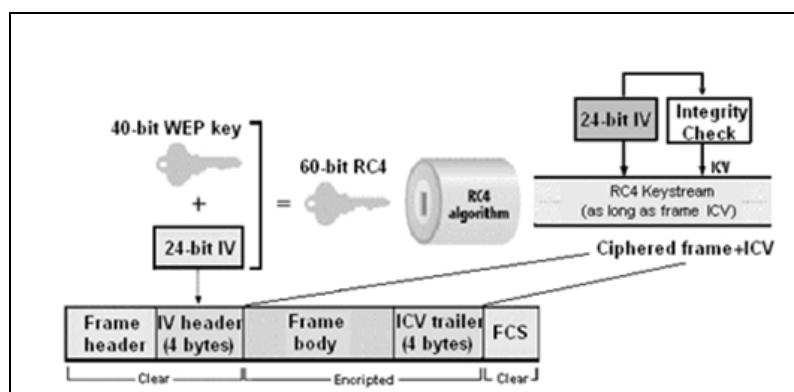 40-bit WEP key
+
24-bit IV
=
60-bit RC4
RC4
algorithm
24-bit IV
Integrity
Check
ICV
RC4 Keystream
(as long as frame ICV)
Ciphered frame+ICV
Frame
header
IV header
(4 bytes)
Frame
body
ICV trailer
(4 bytes)
FCS
Clear
Encripted
Clear